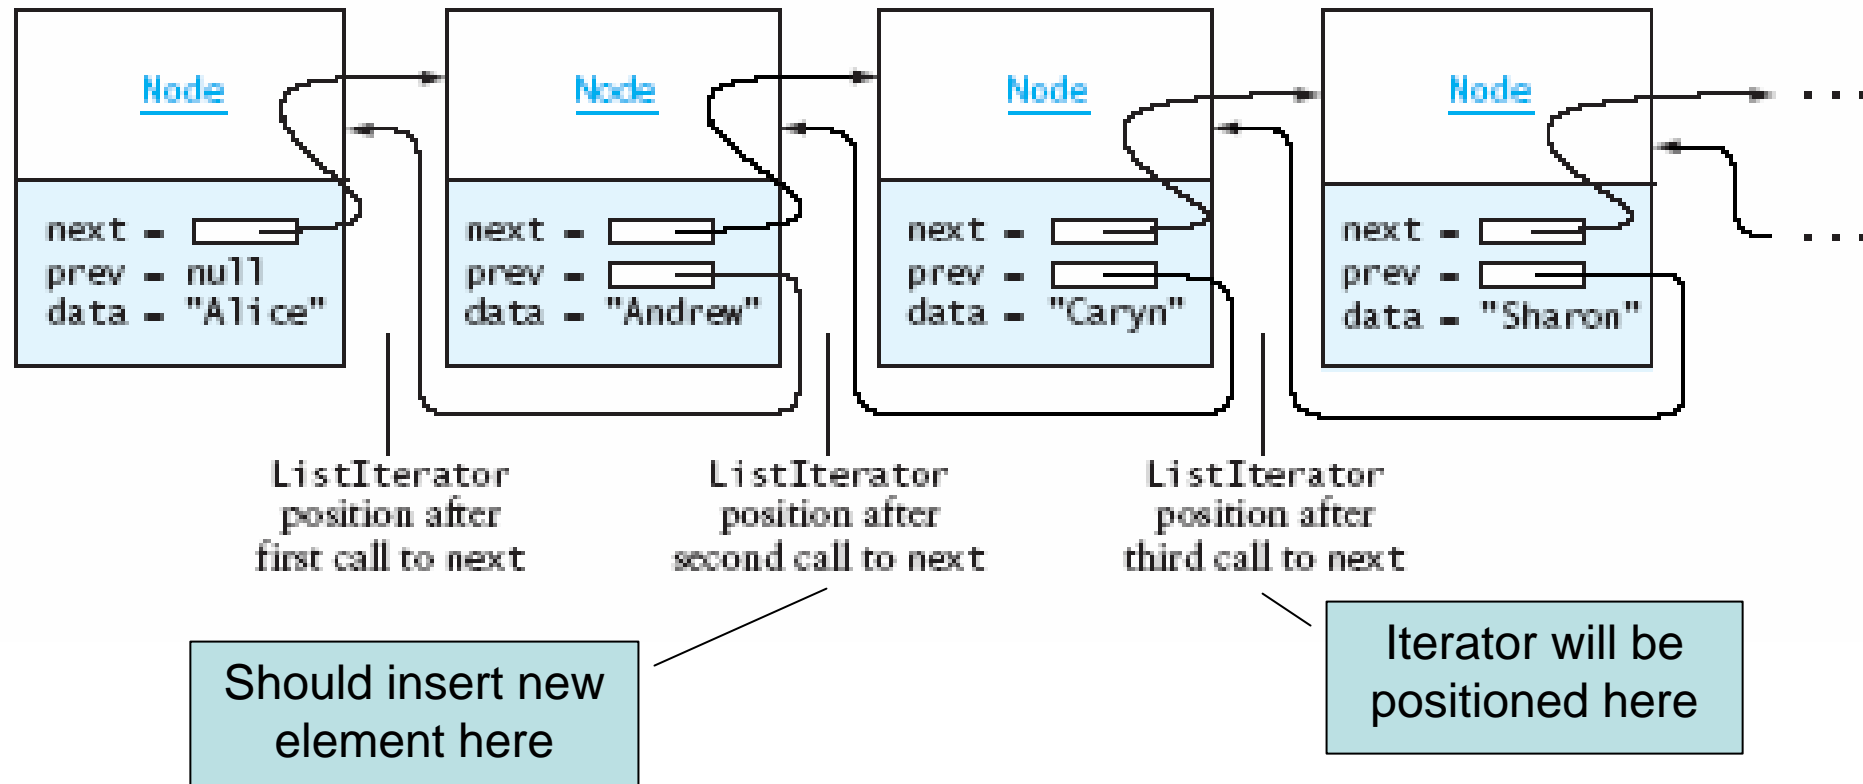 Node
next = 
prev = null
data = "Alice"
Node
next = 
prev = 
data = "Andrew"
Node
next = 
prev = 
data = "Caryn"
Node
next = 
prev = 
data = "Sharon"
. . .
. . .
ListIterator
position after
first call to next
ListIterator
position after
second call to next
ListIterator
position after
third call to next
Should insert new
element here
Iterator will be
positioned here